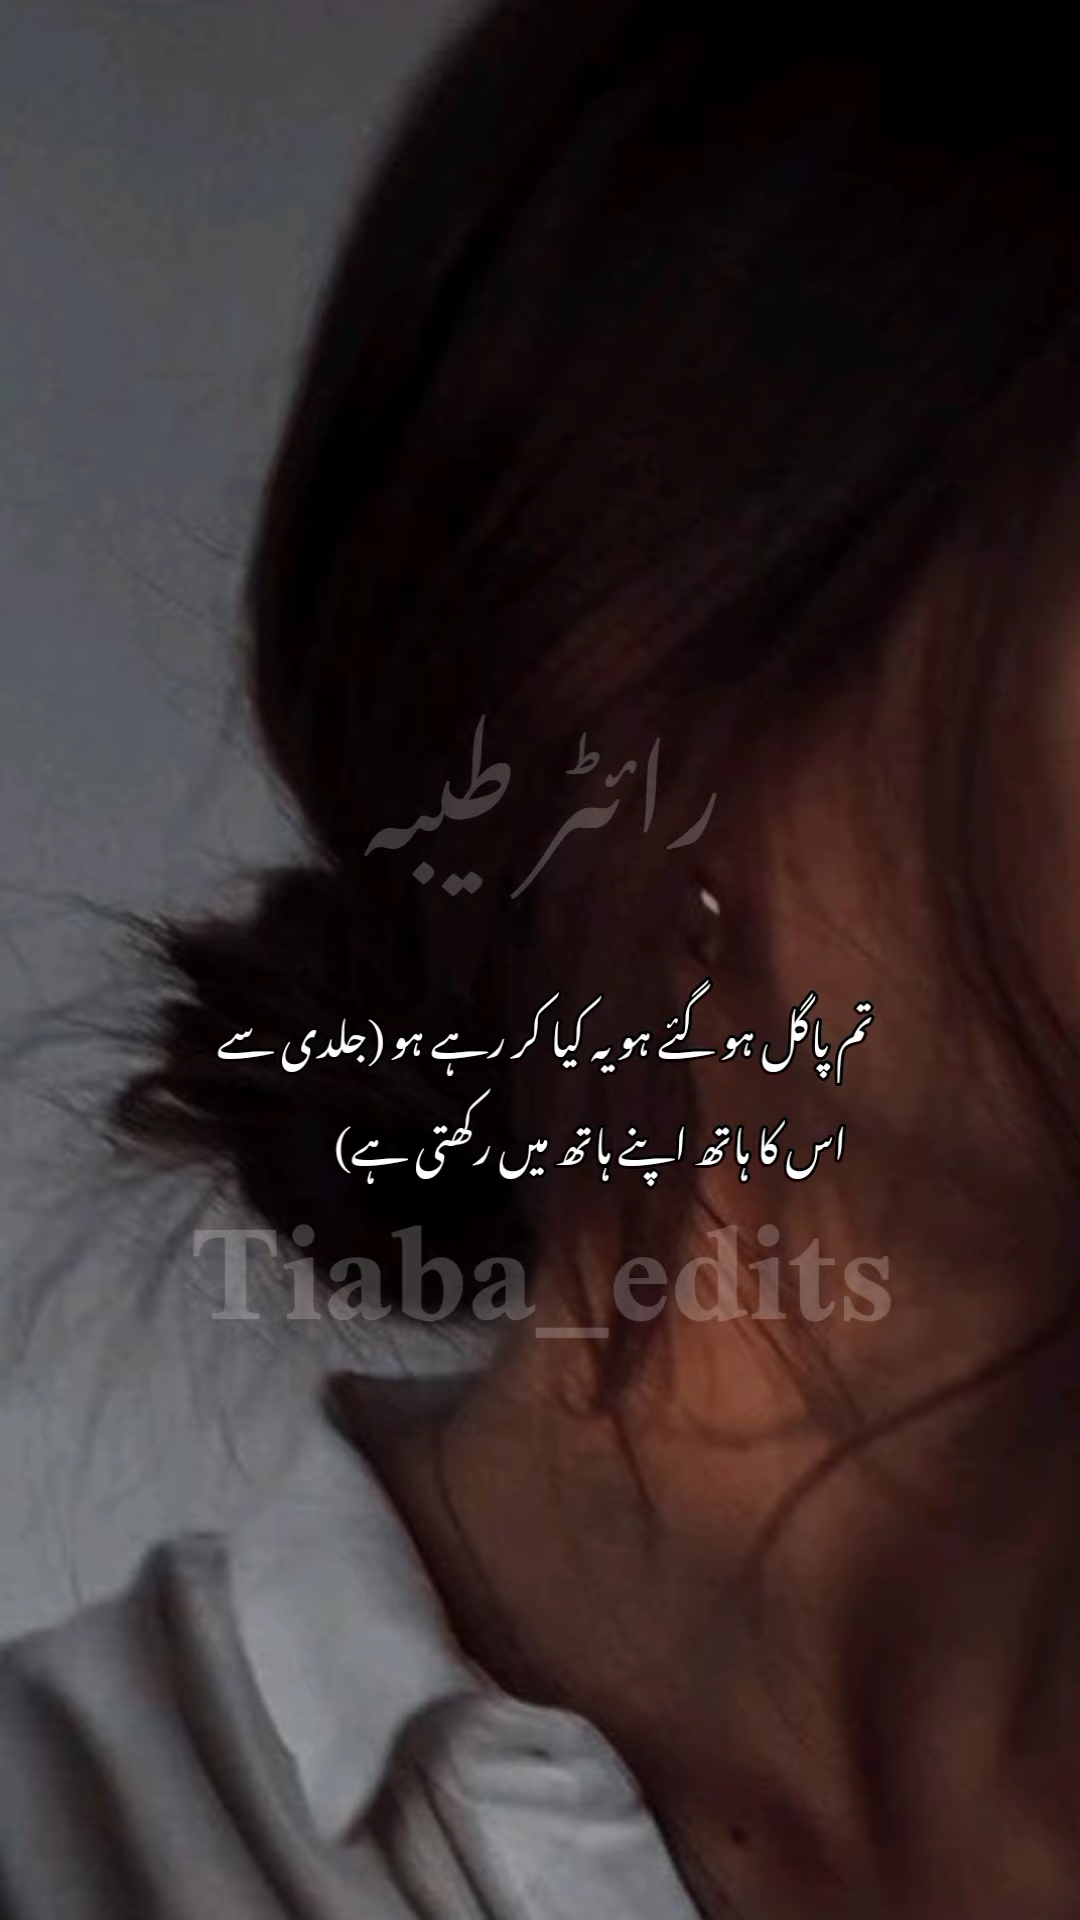 رائٹر طیبہ
تم پاگل ہو گئے ہو یہ کیا کر رہے ہو (جلدی سے
اس کا ہاتھ اپنے ہاتھ میں رکھتی ہے)
Tiaba_edits